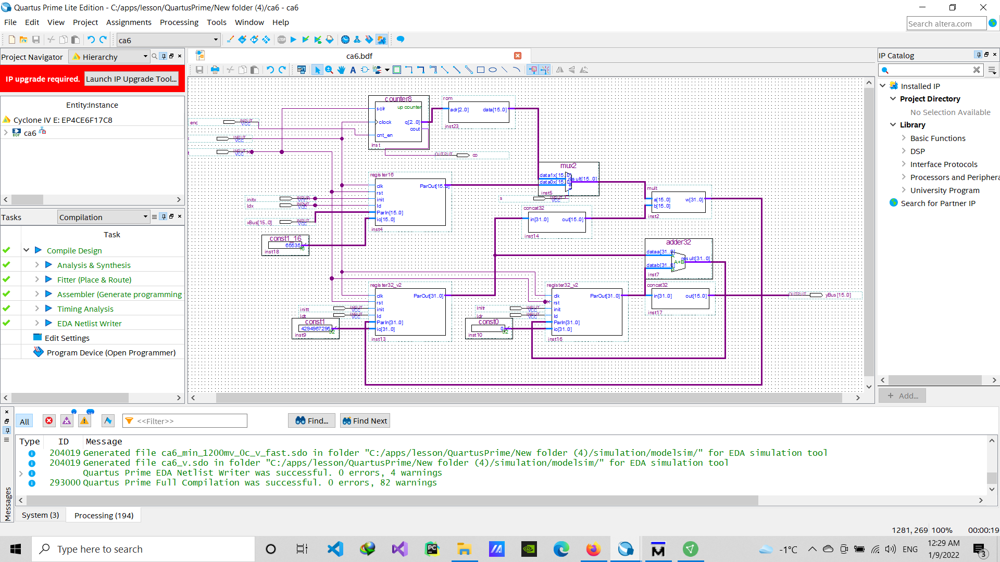 Quartus Prime Lite Edition - C:/apps/lesson/QuartusPrime/New folder (4)/ca6 - ca6
File Edit View Project Assignments Processing Tools Window Help
Search altera.com
ca6
Project Navigator Hierarchy
IP upgrade required. Launch IP Upgrade Tool...
Entity:Instance
Cyclone IV E: EP4CE6F17C8
ca6
Tasks Compilation
Task
Compile Design
Analysis & Synthesis
Fitter (Place & Route)
Assembler (Generate programming
Timing Analysis
EDA Netlist Writer
Edit Settings
Program Device (Open Programmer)
ca6.bdf
counter8
up counter
sclr
clock
q[2..0]
cout
cnt_en
inst
rom
adr[2..0] data[15..0]
inst23
enc
INPUT
VCC
INPUT
VCC
INPUT
VCC
OUTPUT
co
mux2
data1x[15..0]
data0x[15..0]
result[15..0]
inst5
s
INPUT
VCC
register16
clk
ParOut[15..0]
rst
init
ld
ParIn[15..0]
io[15..0]
inst4
initx
INPUT
VCC
ldx
INPUT
VCC
xBus[15..0]
INPUT
VCC
const1_16
65535
16
inst18
mult
a[15..0] w[31..0]
b[15..0]
inst2
concat32
in[31..0] out[15..0]
inst14
adder32
dataa[31..0]
A
A+B
result[31..0]
datab[31..0]
B
inst7
register32_v2
clk
ParOut[31..0]
rst
init
ld
ParIn[31..0]
io[31..0]
inst13
initt
INPUT
VCC
ldt
INPUT
VCC
const1
4294967295
32
inst9
register32_v2
clk
ParOut[31..0]
rst
init
ld
ParIn[31..0]
io[31..0]
inst16
initr
INPUT
VCC
ldr
INPUT
VCC
const0
0
32
inst10
concat32
in[31..0] out[15..0]
inst17
OUTPUT
yBus[15..0]
IP Catalog
Installed IP
Project Directory
No Selection Available
Library
Basic Functions
DSP
Interface Protocols
Processors and Periphera
University Program
Search for Partner IP
+ Add...
All
<<Filter>>
Find...
Find Next
Type ID Message
204019 Generated file ca6_min_1200mv_0c_v_fast.sdo in folder "C:/apps/lesson/QuartusPrime/New folder (4)/simulation/modelsim/" for EDA simulation tool
204019 Generated file ca6_v.sdo in folder "C:/apps/lesson/QuartusPrime/New folder (4)/simulation/modelsim/" for EDA simulation tool
Quartus Prime EDA Netlist Writer was successful. 0 errors, 4 warnings
293000 Quartus Prime Full Compilation was successful. 0 errors, 82 warnings
Messages
System (3) Processing (194)
1281, 269 100% 00:00:19
Type here to search
-1°C
ENG
12:29 AM
1/9/2022
3